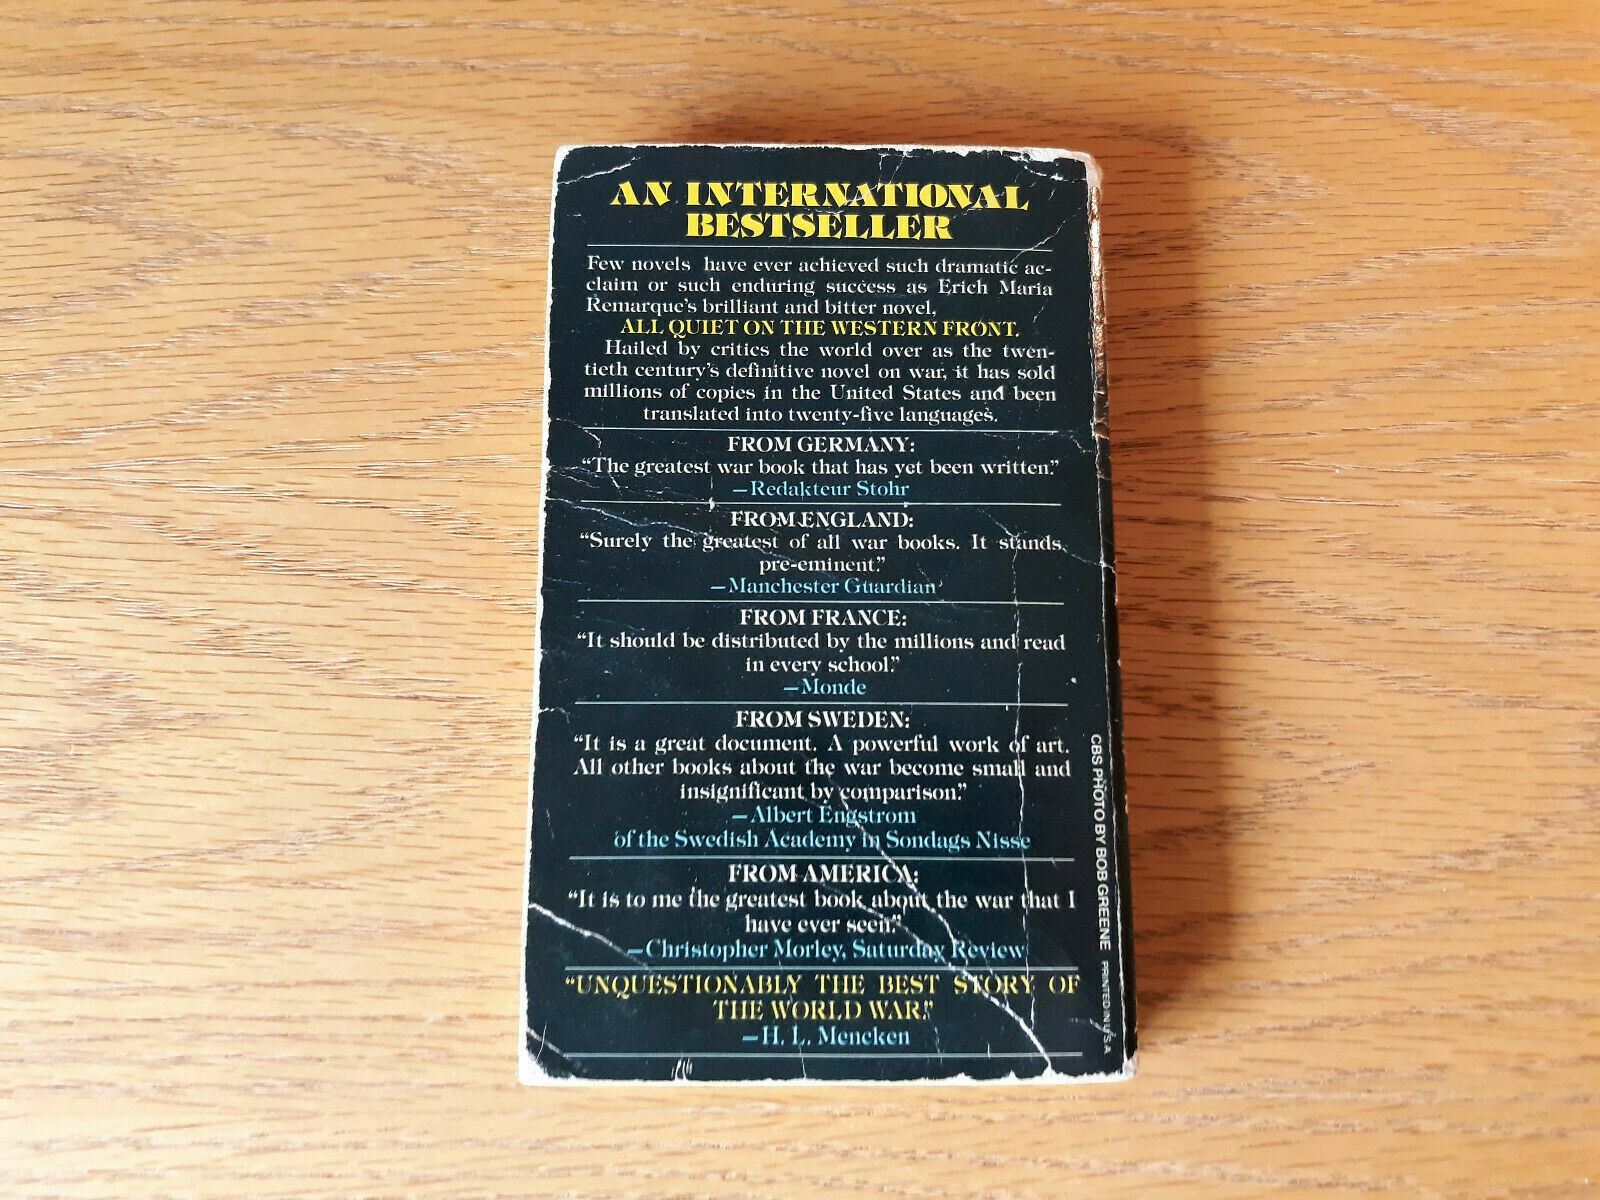 AN INTERNATIONAL
BESTSELLER
Few novels have ever achieved such dramatic ac-
claim or such enduring success as Erich Maria
Remarque's brilliant and bitter novel,
ALL QUIET ON THE WESTERN FRONT.
Hailed by critics the world over as the twen-
tieth century's definitive novel on war, it has sold
millions of copies in the United States and been
translated into twenty-five languages.
FROM GERMANY:
"The greatest war book that has yet been written."
—Redakteur Stohr
FROM ENGLAND:
"Surely the greatest of all war books. It stands
pre-eminent."
—Manchester Guardian
FROM FRANCE:
"It should be distributed by the millions and read
in every school."
—Monde
FROM SWEDEN:
"It is a great document. A powerful work of art.
All other books about the war become small and
insignificant by comparison."
—Albert Engstrom
of the Swedish Academy in Sondags Nisse
FROM AMERICA:
"It is to me the greatest book about the war that I
have ever seen."
—Christopher Morley, Saturday Review
"UNQUESTIONABLY THE BEST STORY OF
THE WORLD WAR."
—H. L. Mencken
CBS PHOTO BY BOB GREENE PRINTED IN U.S.A.